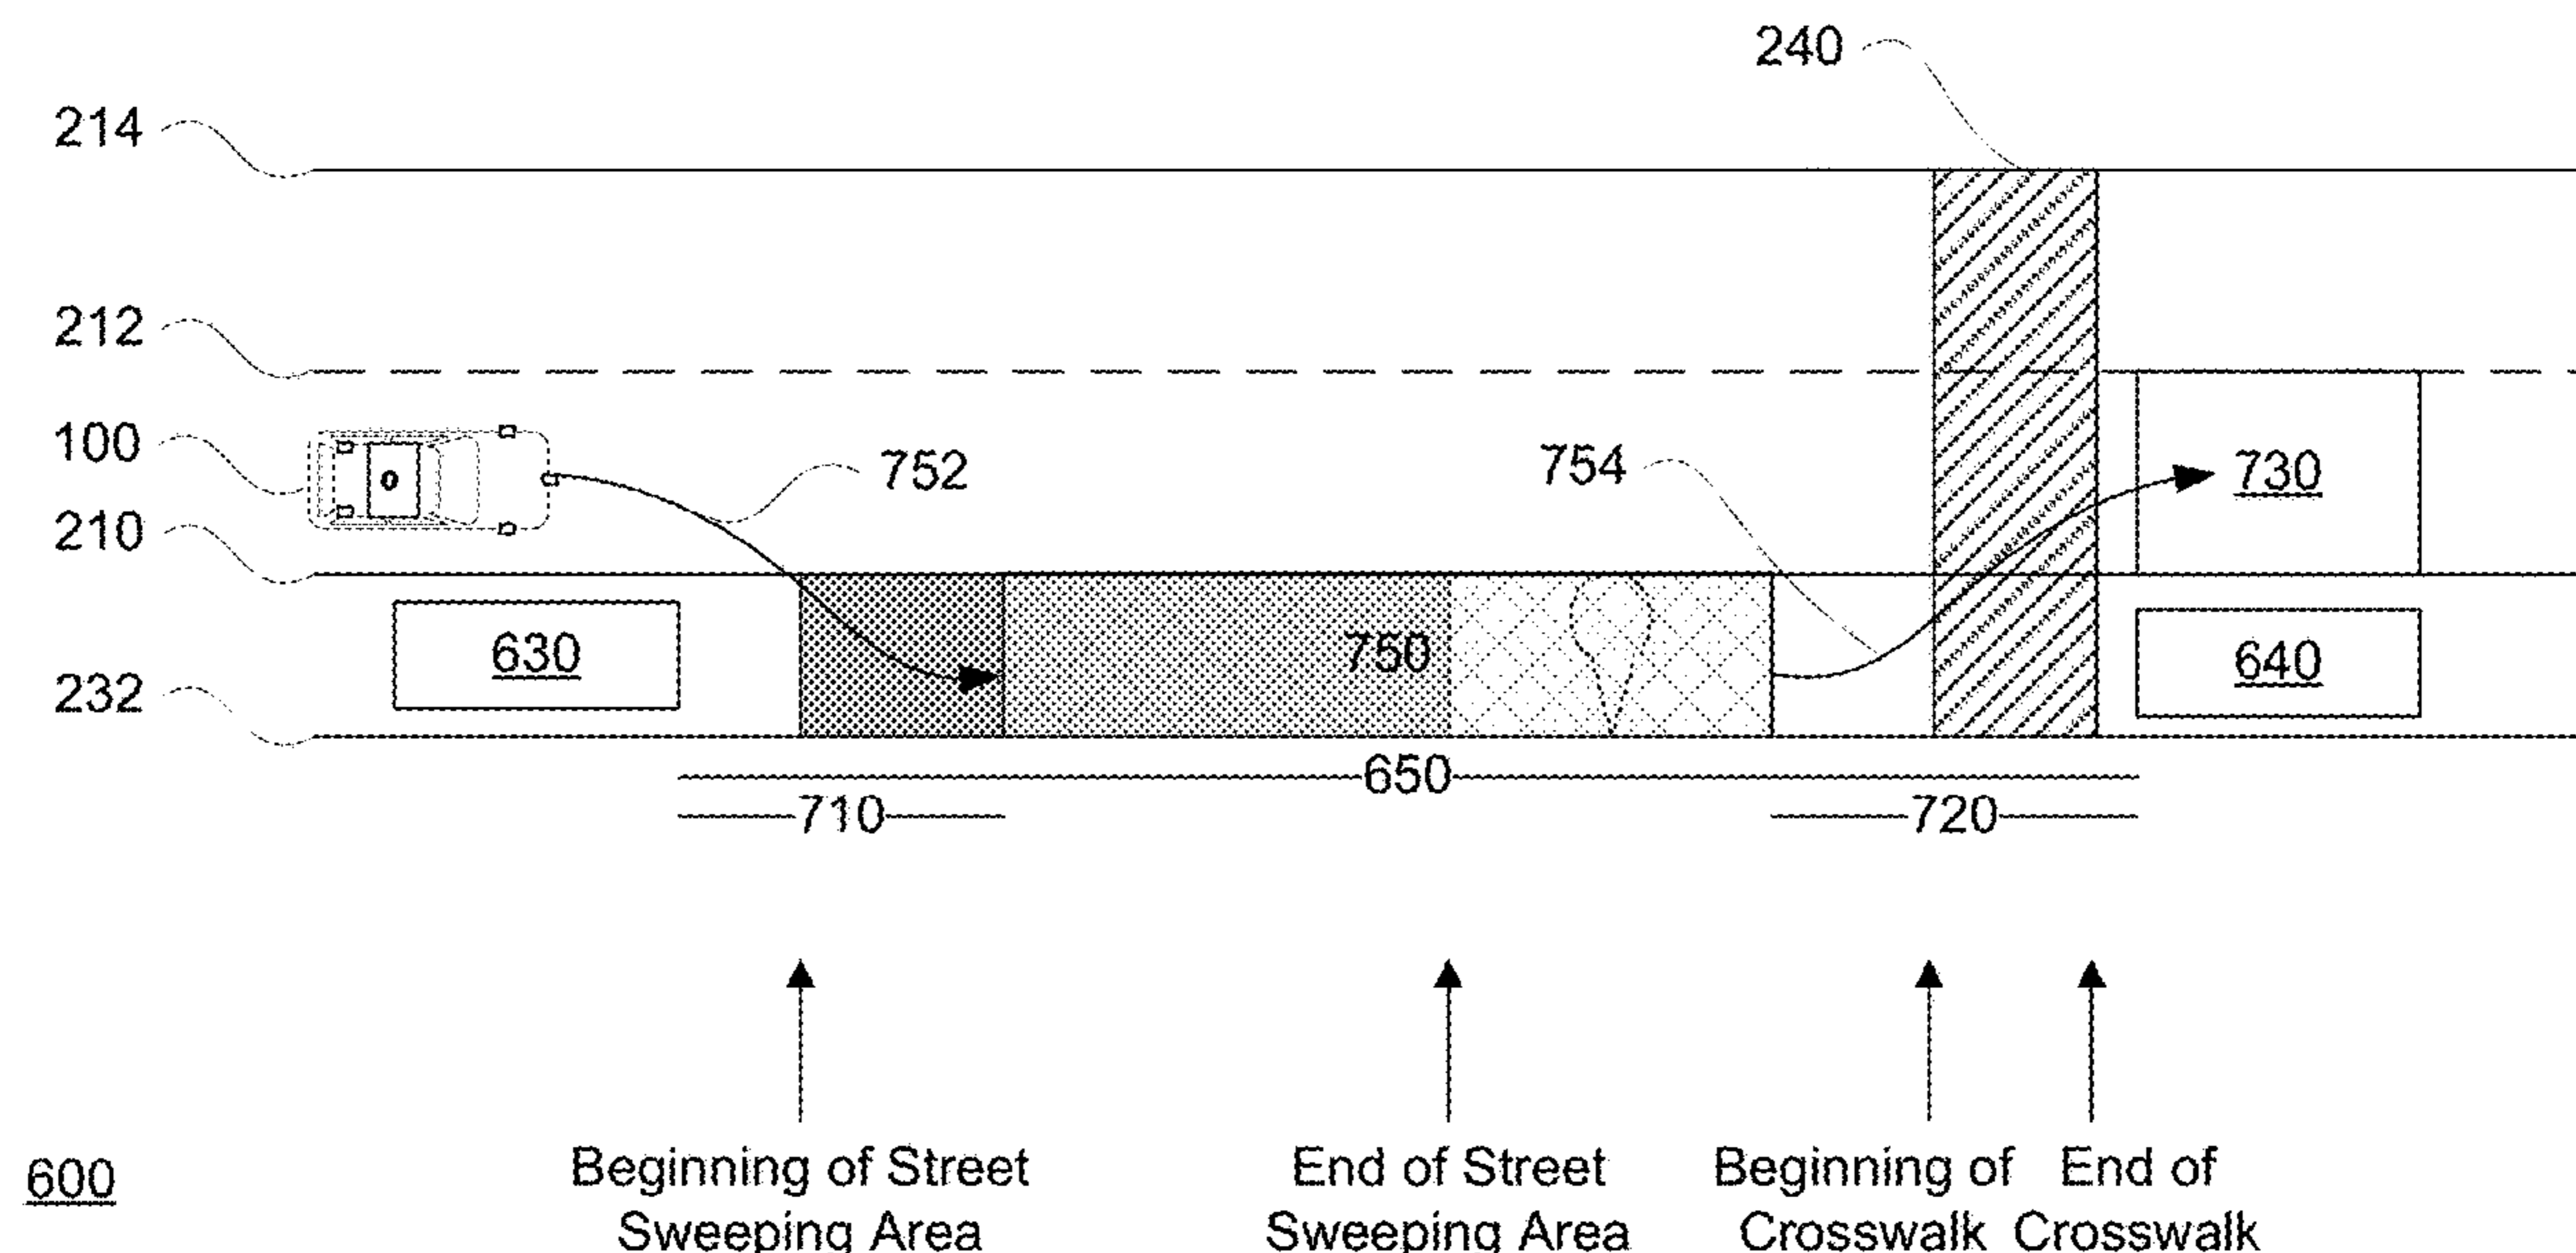 240
214
212
100
752
754
730
210
630
750
640
232
650
710
720
Beginning of Street
Sweeping Area
End of Street
Sweeping Area
Beginning of
Crosswalk
End of
Crosswalk
600